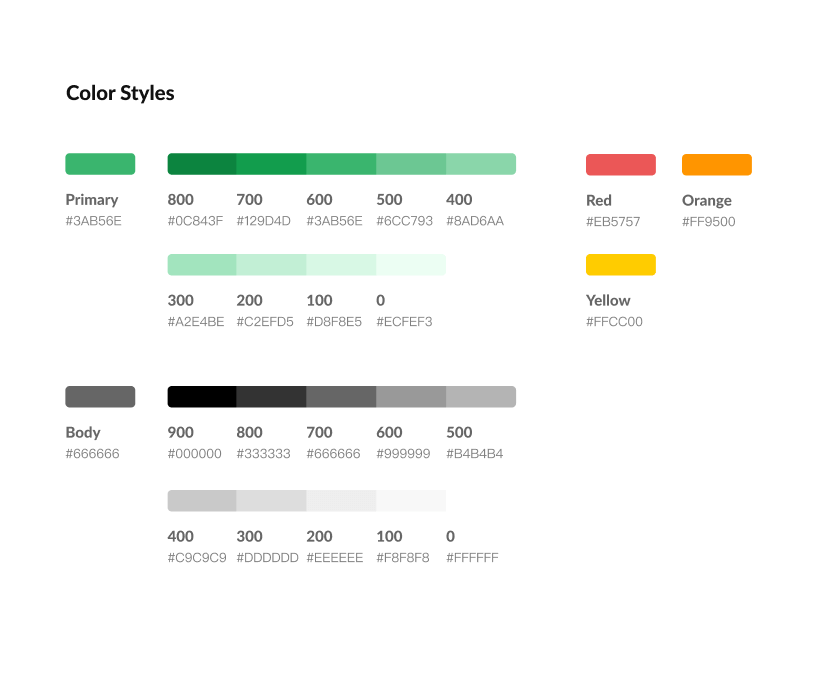 Color Styles
Primary 800 700 600 500 400 Red Orange
#3AB56E #0C843F #129D4D #3AB56E #6CC793 #8AD6AA #EB5757 #FF9500
300 200 100 0 Yellow
#A2E4BE #C2EFD5 #D8F8E5 #ECFEF3 #FFCC00
Body 900 800 700 600 500
#666666 #000000 #333333 #666666 #999999 #B4B4B4
400 300 200 100 0
#C9C9C9 #DDDDDD #EEEEEE #F8F8F8 #FFFFFF